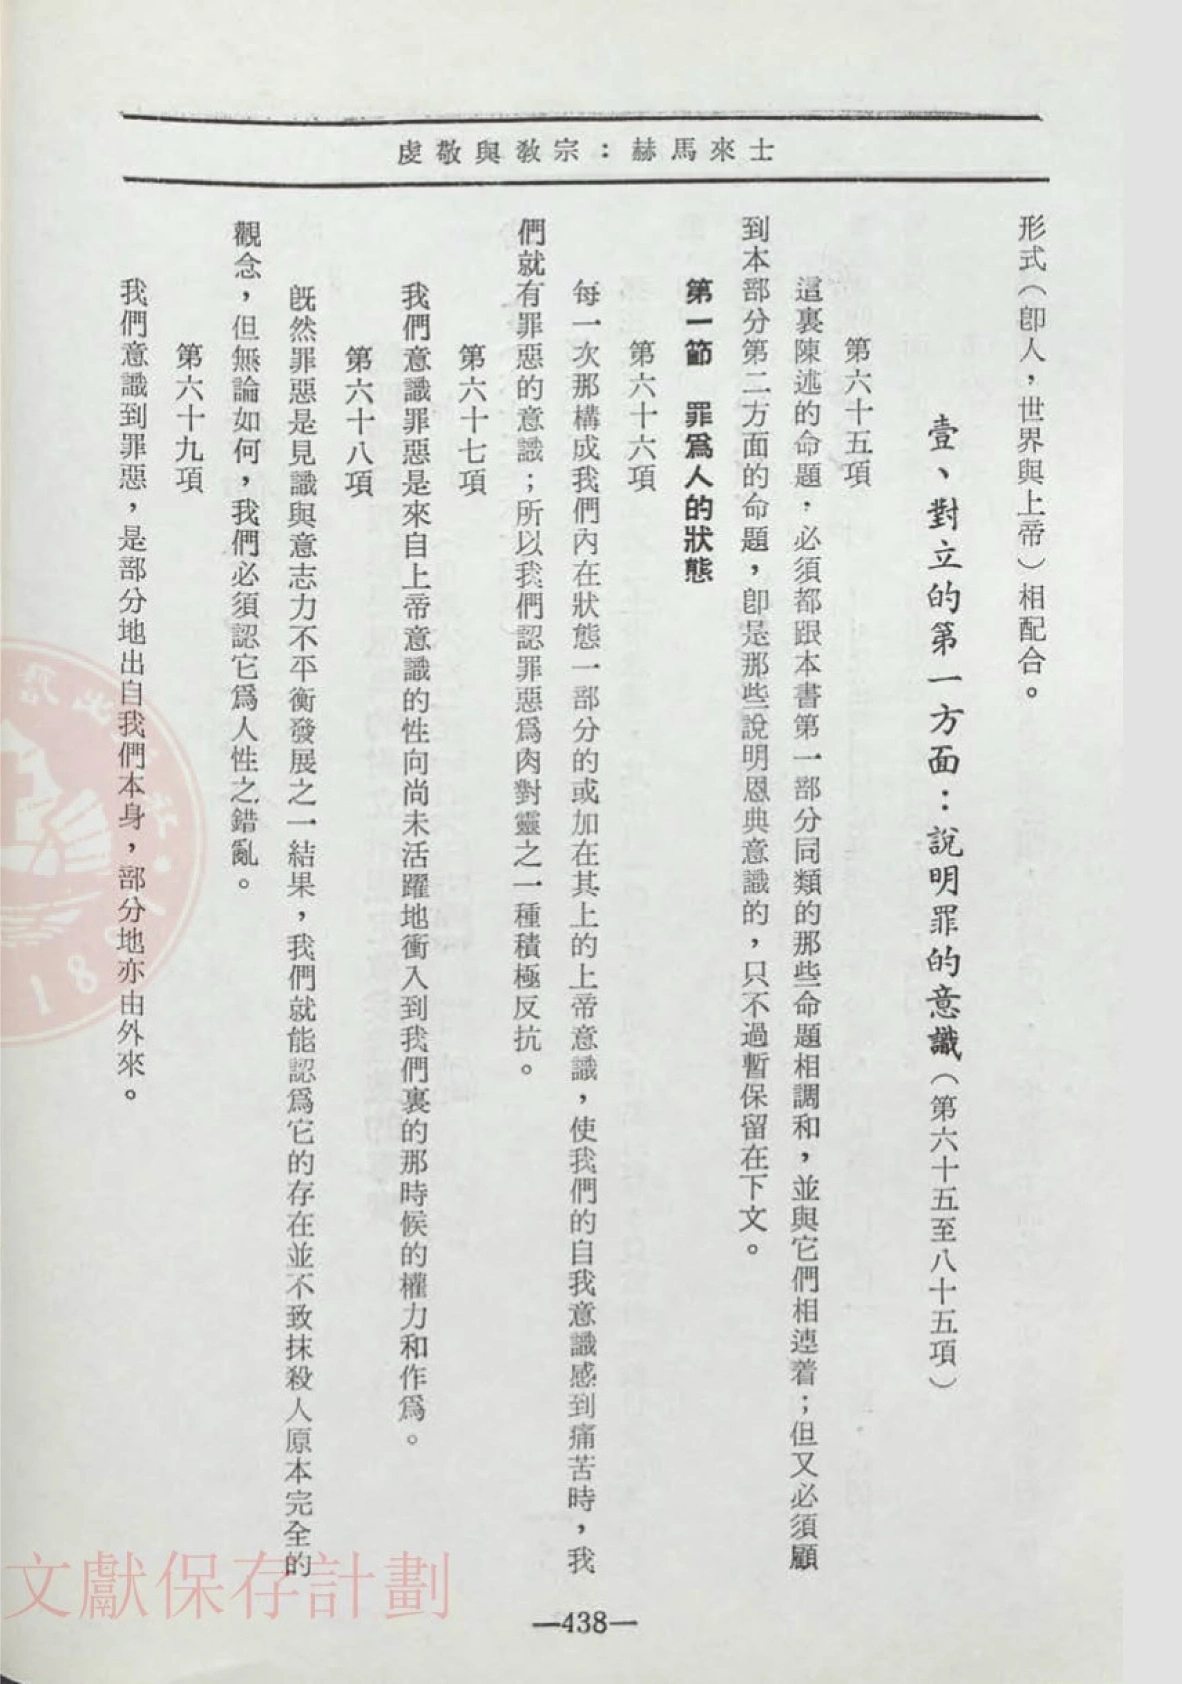 士來馬赫：宗教與敬虔
形式（卽人，世界與上帝）相配合。
壹、對立的第一方面：說明罪的意識（第六十五至八十五項）
第六十五項
這裏陳述的命題，必須都跟本書第一部分同類的那些命題相調和，並與它們相連着；但又必須顧
到本部分第二方面的命題，卽是那些說明恩典意識的，只不過暫保留在下文。
第一節　罪爲人的狀態
第六十六項
每一次那構成我們內在狀態一部分的或加在其上的上帝意識，使我們的自我意識感到痛苦時，我
們就有罪惡的意識；所以我們認罪惡爲肉對靈之一種積極反抗。
第六十七項
我們意識罪惡是來自上帝意識的性向尚未活躍地衝入到我們裏的那時候的權力和作爲。
第六十八項
旣然罪惡是見識與意志力不平衡發展之一結果，我們就能認爲它的存在並不致抹殺人原本完全的
觀念，但無論如何，我們必須認它爲人性之錯亂。
第六十九項
我們意識到罪惡，是部分地出自我們本身，部分地亦由外來。
—438—
文獻保存計劃
18